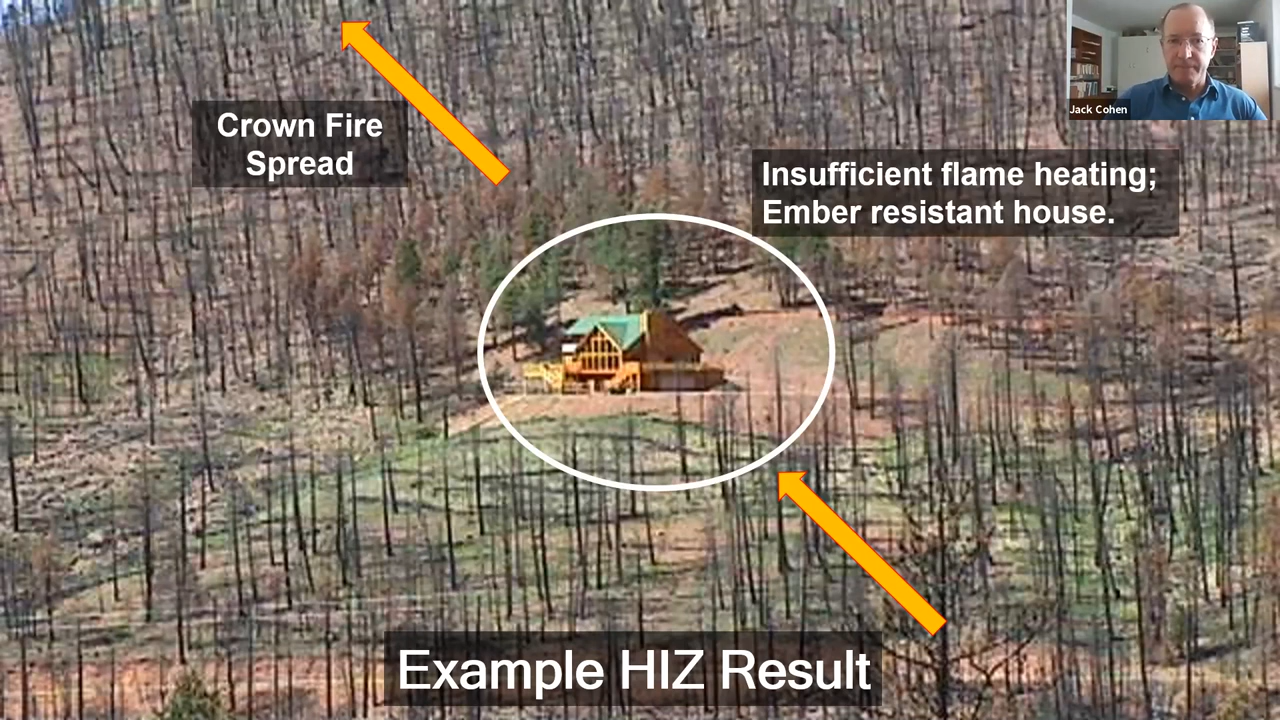 Jack Cohen
Crown Fire
Spread
Insufficient flame heating;
Ember resistant house.
Example HIZ Result